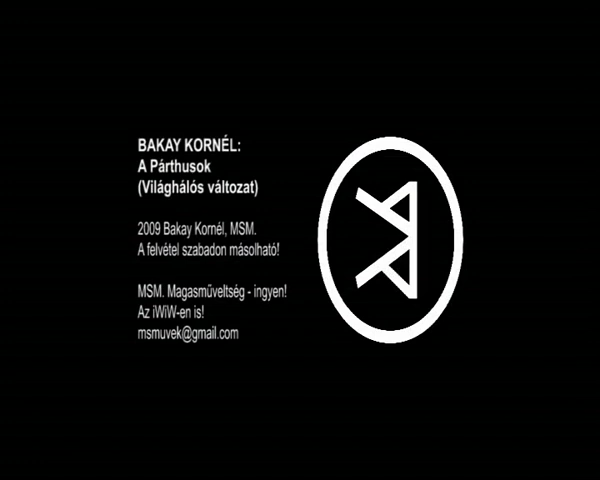 BAKAY KORNÉL:
A Párthusok
(Világhálós változat)
2009 Bakay Kornél, MSM.
A felvétel szabadon másolható!
MSM. Magasműveltség - ingyen!
Az iWiW-en is!
msmuvek@gmail.com